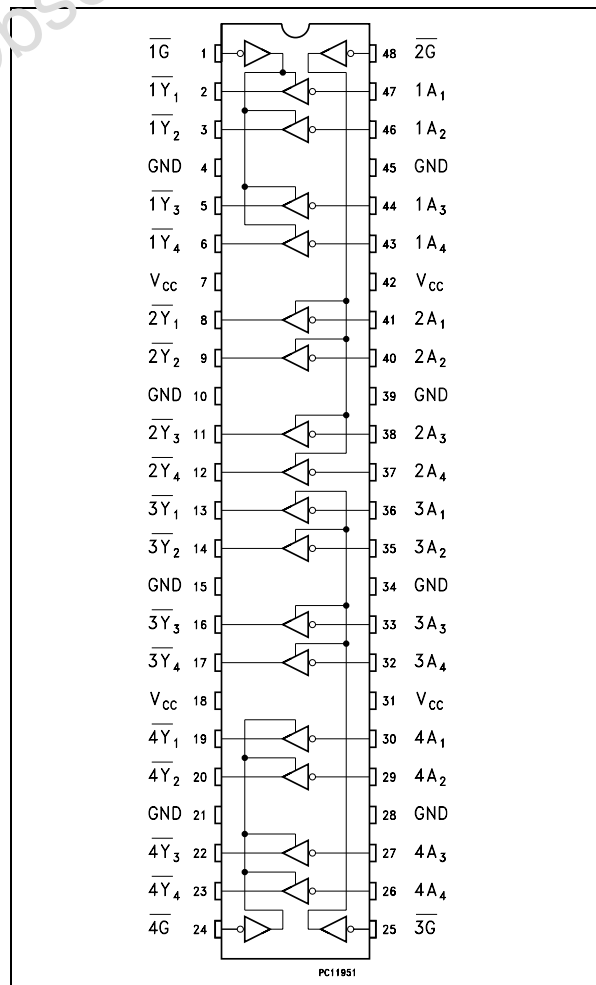 obs
1G 1 48 2G
1Y1 2 47 1A1
1Y2 3 46 1A2
GND 4 45 GND
1Y3 5 44 1A3
1Y4 6 43 1A4
VCC 7 42 VCC
2Y1 8 41 2A1
2Y2 9 40 2A2
GND 10 39 GND
2Y3 11 38 2A3
2Y4 12 37 2A4
3Y1 13 36 3A1
3Y2 14 35 3A2
GND 15 34 GND
3Y3 16 33 3A3
3Y4 17 32 3A4
VCC 18 31 VCC
4Y1 19 30 4A1
4Y2 20 29 4A2
GND 21 28 GND
4Y3 22 27 4A3
4Y4 23 26 4A4
4G 24 25 3G
PC11951